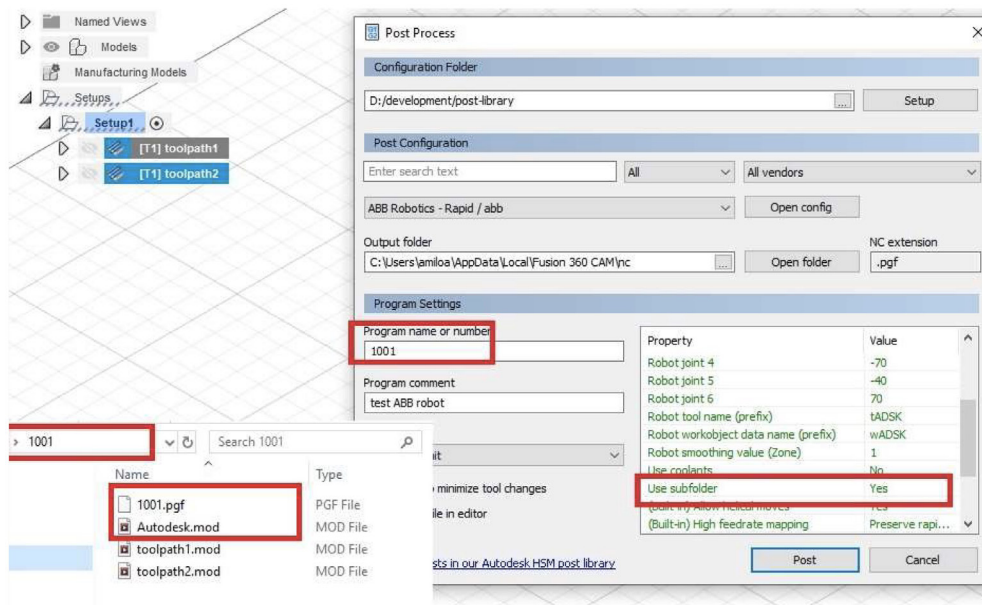 Named Views
Models
Manufacturing Models
Setups
Setup1
[T1] toolpath1
[T1] toolpath2
Post Process
Configuration Folder
D:/development/post-library
... Setup
Post Configuration
Enter search text All All vendors
ABB Robotics - Rapid / abb Open config
Output folder NC extension
C:\Users\amiloa\AppData\Local\Fusion 360 CAM\nc ... Open folder .pgf
Program Settings
Program name or number
1001
Program comment
test ABB robot
it
minimize tool changes
ile in editor
sts in our Autodesk HSM post library
Property Value
Robot joint 4 -70
Robot joint 5 -40
Robot joint 6 70
Robot tool name (prefix) tADSK
Robot workobject data name (prefix) wADSK
Robot smoothing value (Zone) 1
Use coolants No
Use subfolder Yes
(Built-in) Allow helical moves Yes
(Built-in) High feedrate mapping Preserve rapi...
Post Cancel
> 1001 Search 1001
Name Type
1001.pgf PGF File
Autodesk.mod MOD File
toolpath1.mod MOD File
toolpath2.mod MOD File